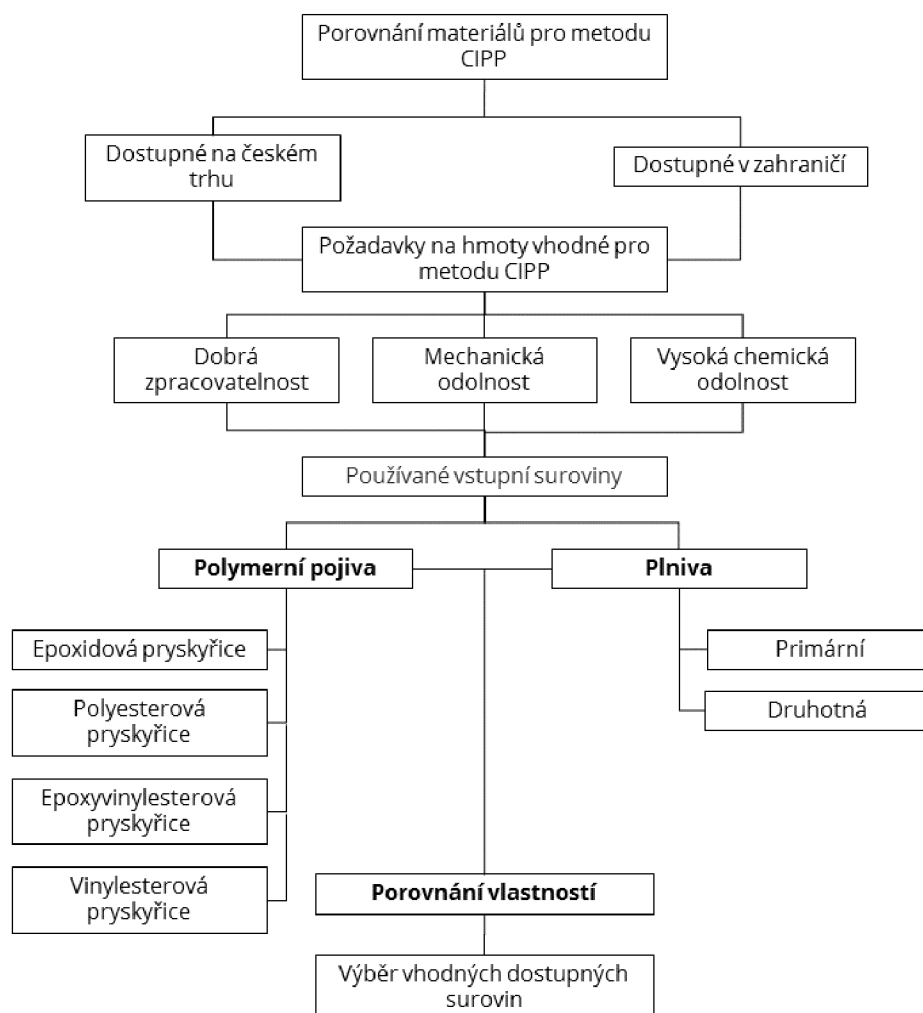 Porovnání materiálů pro metodu
CIPP
Dostupné na českém
trhu
Dostupné v zahraničí
Požadavky na hmoty vhodné pro
metodu CIPP
Dobrá
zpracovatelnost
Mechanická
odolnost
Vysoká chemická
odolnost
Používané vstupní suroviny
Polymerní pojiva
Plniva
Epoxidová pryskyřice
Polyesterová
pryskyřice
Epoxyvinylesterová
pryskyřice
Vinylesterová
pryskyřice
Primární
Druhotná
Porovnání vlastností
Výběr vhodných dostupných
surovin